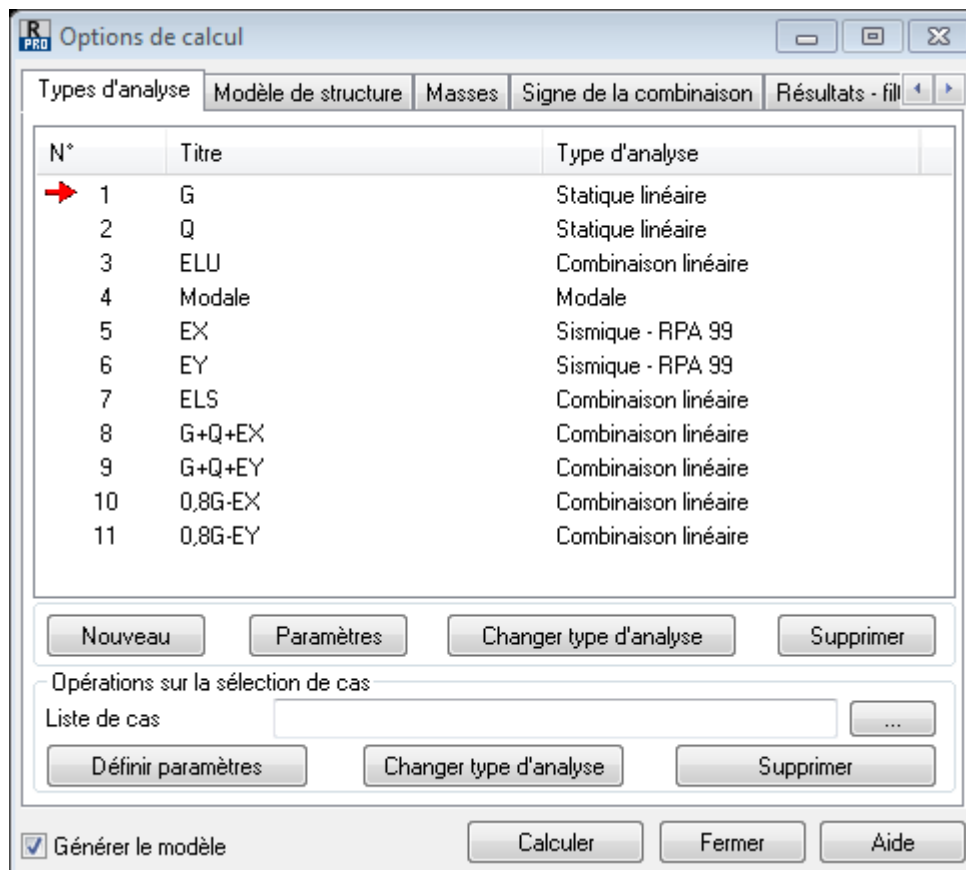 R PRO Options de calcul
Types d'analyse Modèle de structure Masses Signe de la combinaison Résultats - fil
N° Titre Type d'analyse
1 G Statique linéaire
2 Q Statique linéaire
3 ELU Combinaison linéaire
4 Modale Modale
5 EX Sismique - RPA 99
6 EY Sismique - RPA 99
7 ELS Combinaison linéaire
8 G+Q+EX Combinaison linéaire
9 G+Q+EY Combinaison linéaire
10 0,8G-EX Combinaison linéaire
11 0,8G-EY Combinaison linéaire
Nouveau Paramètres Changer type d'analyse Supprimer
Opérations sur la sélection de cas
Liste de cas ...
Définir paramètres Changer type d'analyse Supprimer
Générer le modèle Calculer Fermer Aide